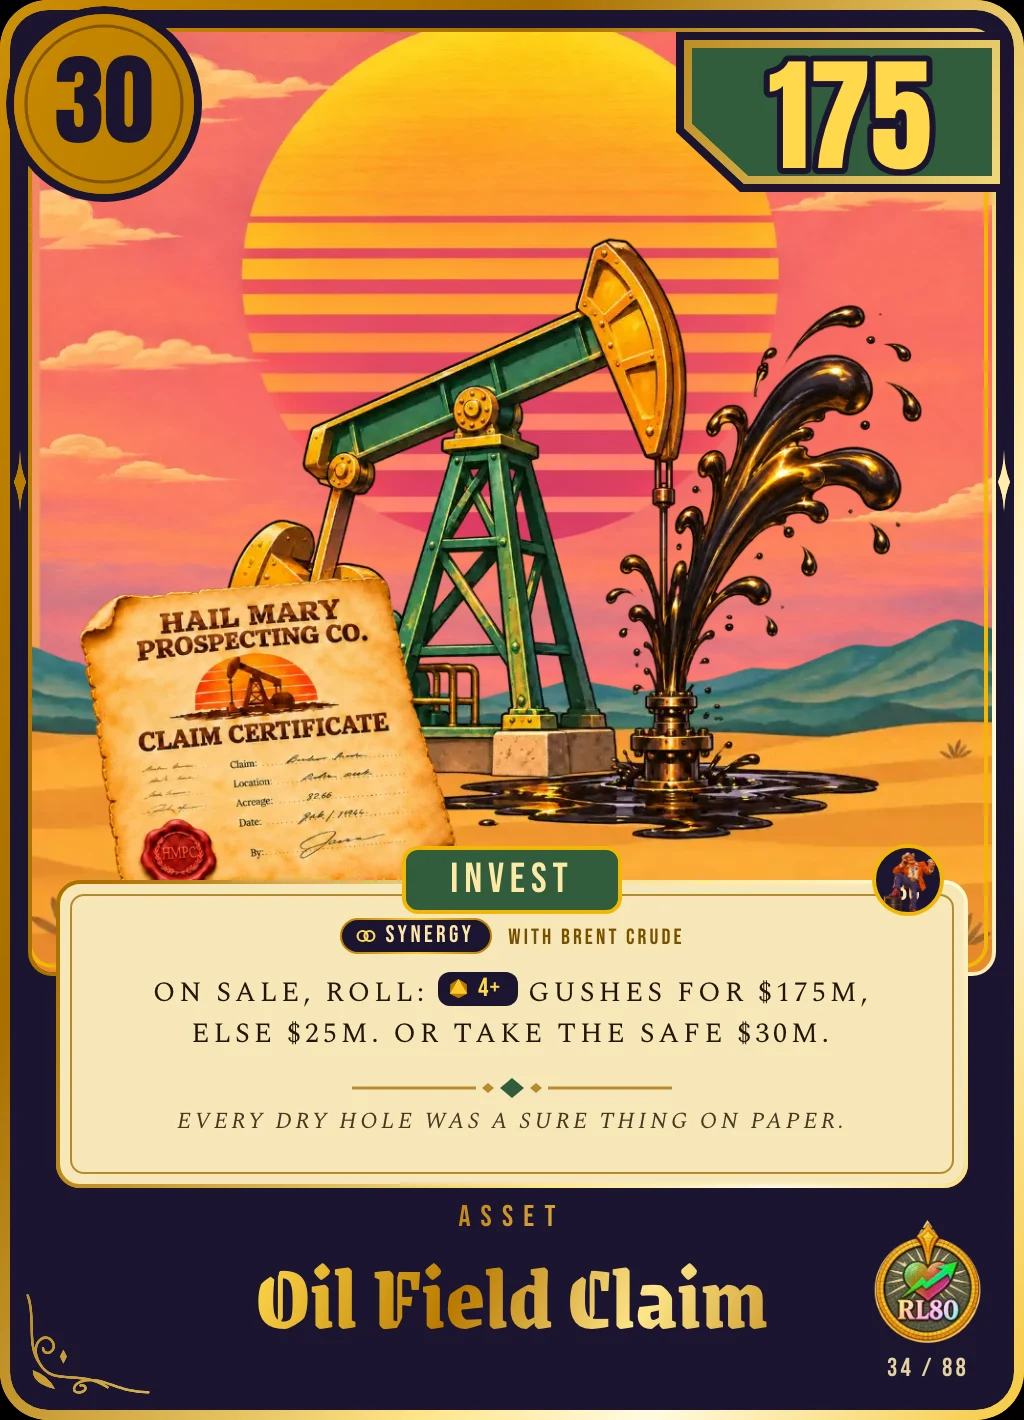 30
175
HAIL MARY
PROSPECTING CO.
CLAIM CERTIFICATE
Claim:
Location:
Acreage: 82.66
Date:
By:
HMPC
INVEST
SYNERGY WITH BRENT CRUDE
ON SALE, ROLL: 4+ GUSHES FOR $175M,
ELSE $25M. OR TAKE THE SAFE $30M.
EVERY DRY HOLE WAS A SURE THING ON PAPER.
ASSET
Oil Field Claim
RL80
34 / 88